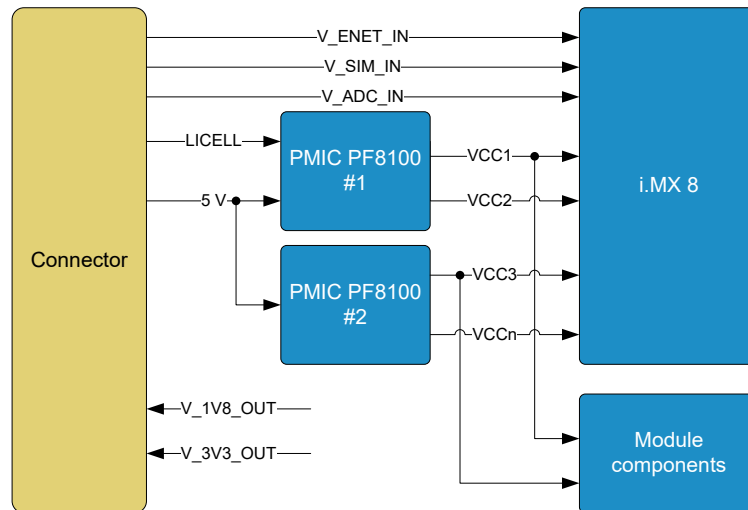 V_ENET_IN
V_SIM_IN
V_ADC_IN
LICELL
PMIC PF8100
#1
VCC1
5 V
VCC2
i.MX 8
Connector
PMIC PF8100
#2
VCC3
VCCn
V_1V8_OUT
V_3V3_OUT
Module
components